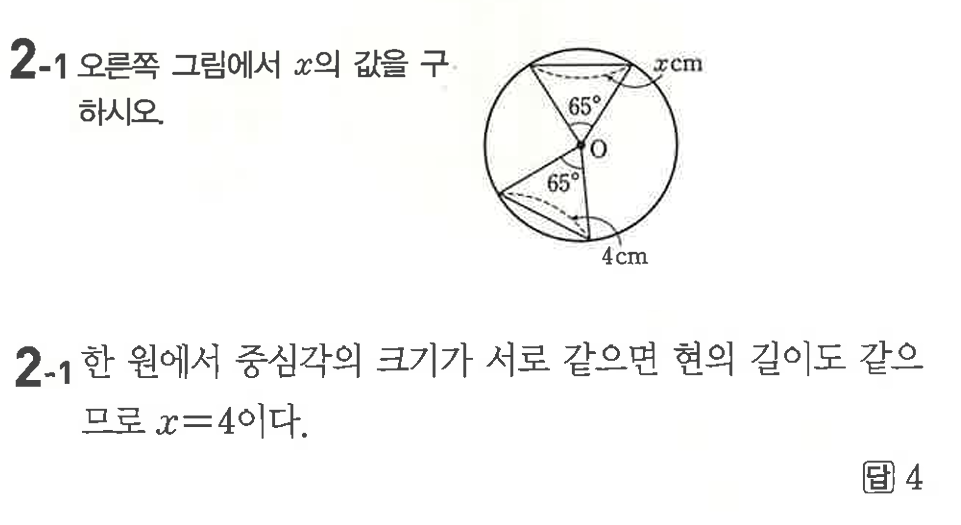 2-1 오른쪽 그림에서 x의 값을 구
하시오.
x cm
65°
O
65°
4 cm
2-1 한 원에서 중심각의 크기가 서로 같으면 현의 길이도 같으
므로 x=4이다.
답 4